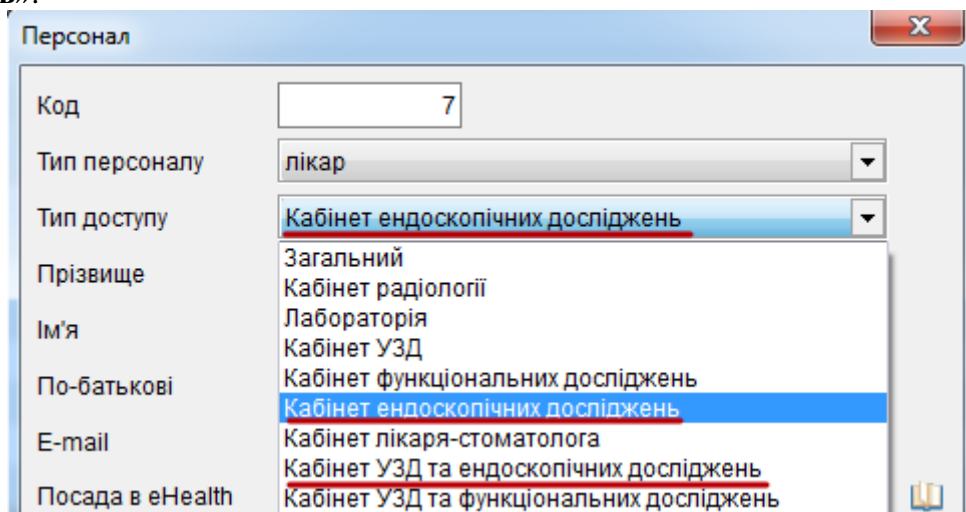 Персонал
Код 7
Тип персоналу лікар
Тип доступу Кабінет ендоскопічних досліджень
Загальний
Прізвище
Кабінет радіології
Лабораторія
Ім'я
Кабінет УЗД
Кабінет функціональних досліджень
По-батькові
Кабінет ендоскопічних досліджень
E-mail Кабінет лікаря-стоматолога
Кабінет УЗД та ендоскопічних досліджень
Посада в eHealth Кабінет УЗД та функціональних досліджень